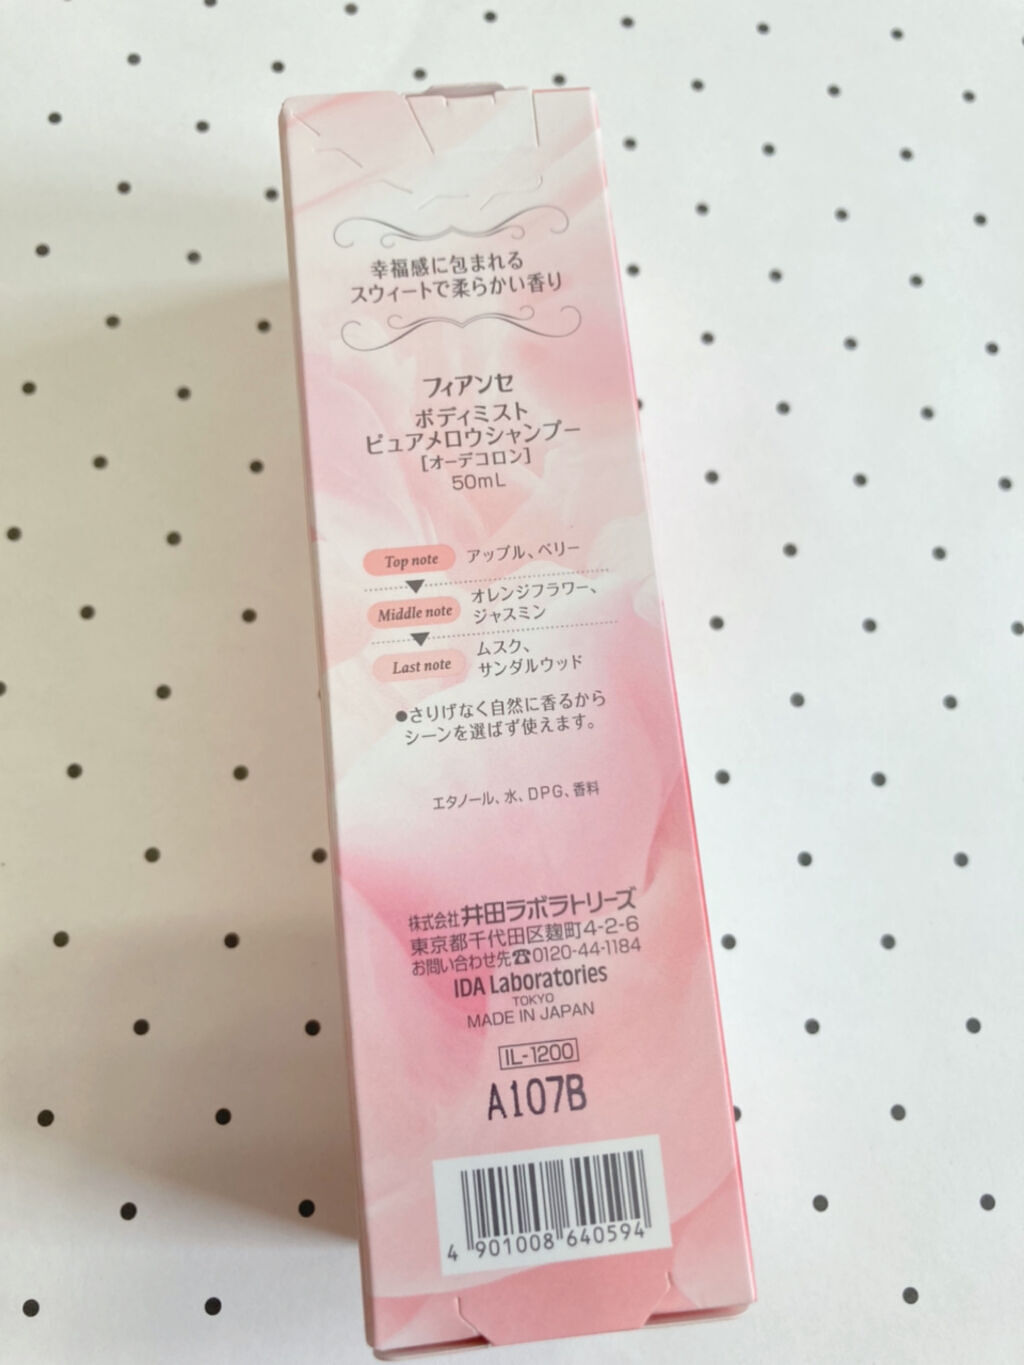 幸福感に包まれる
スウィートで柔らかい香り
フィアンセ
ボディミスト
ピュアメロウシャンプー
[オーデコロン]
50mL
Top note アップル、ベリー
Middle note オレンジフラワー、
ジャスミン
Last note ムスク、
サンダルウッド
●さりげなく自然に香るから
シーンを選ばず使えます。
エタノール、水、DPG、香料
株式会社 井田ラボラトリーズ
東京都千代田区麹町4-2-6
お問い合わせ先☎0120-44-1184
IDA Laboratories
TOKYO
MADE IN JAPAN
IL-1200
A107B
4 901008 640594